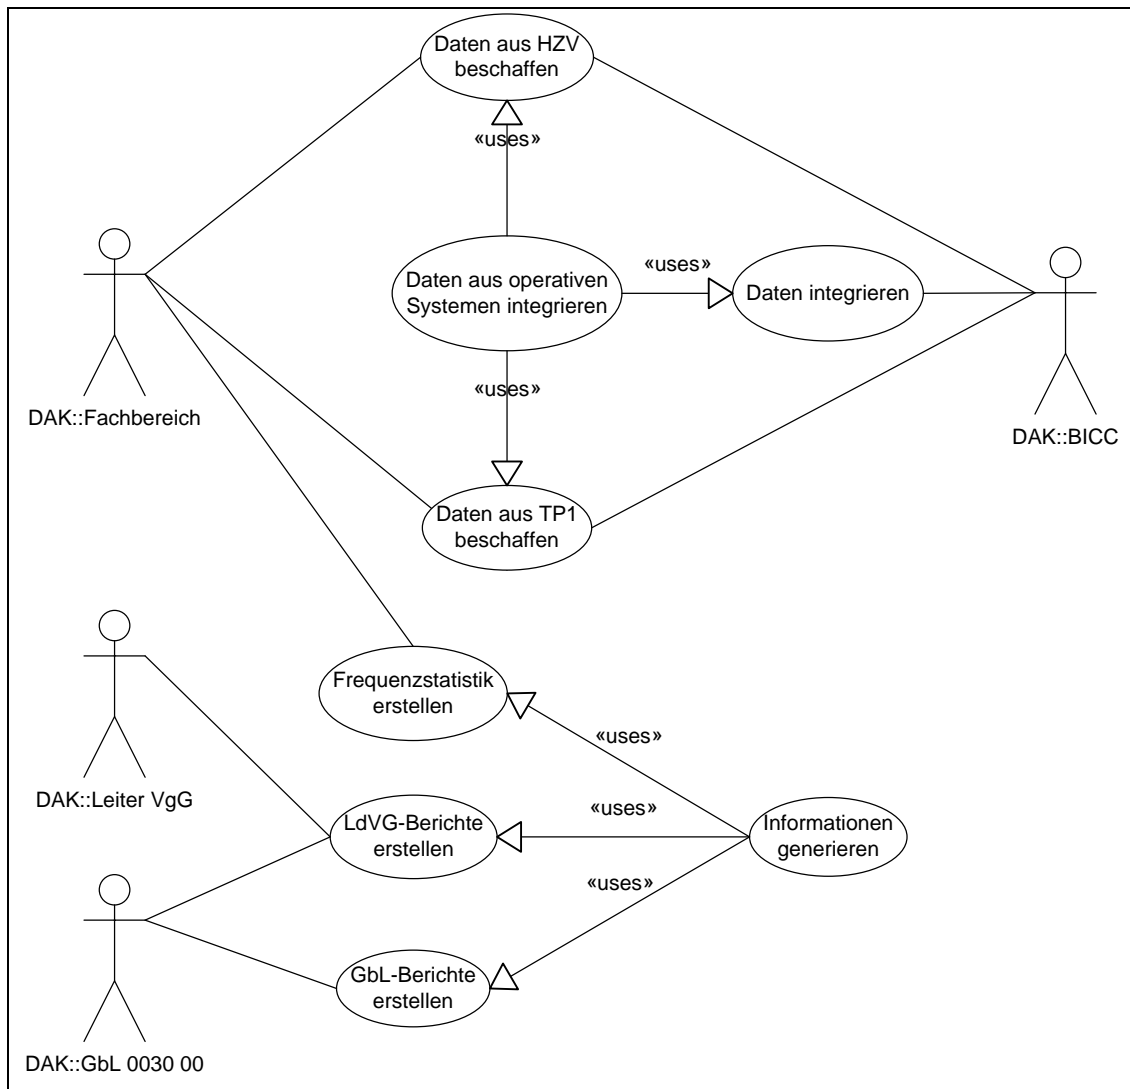 Daten aus HZV
beschaffen
«uses»
«uses»
Daten aus operativen
Systemen integrieren
Daten integrieren
«uses»
DAK::Fachbereich
DAK::BICC
Daten aus TP1
beschaffen
Frequenzstatistik
erstellen
«uses»
DAK::Leiter VgG
«uses»
LdVG-Berichte
erstellen
Informationen
generieren
«uses»
GbL-Berichte
erstellen
DAK::GbL 0030 00